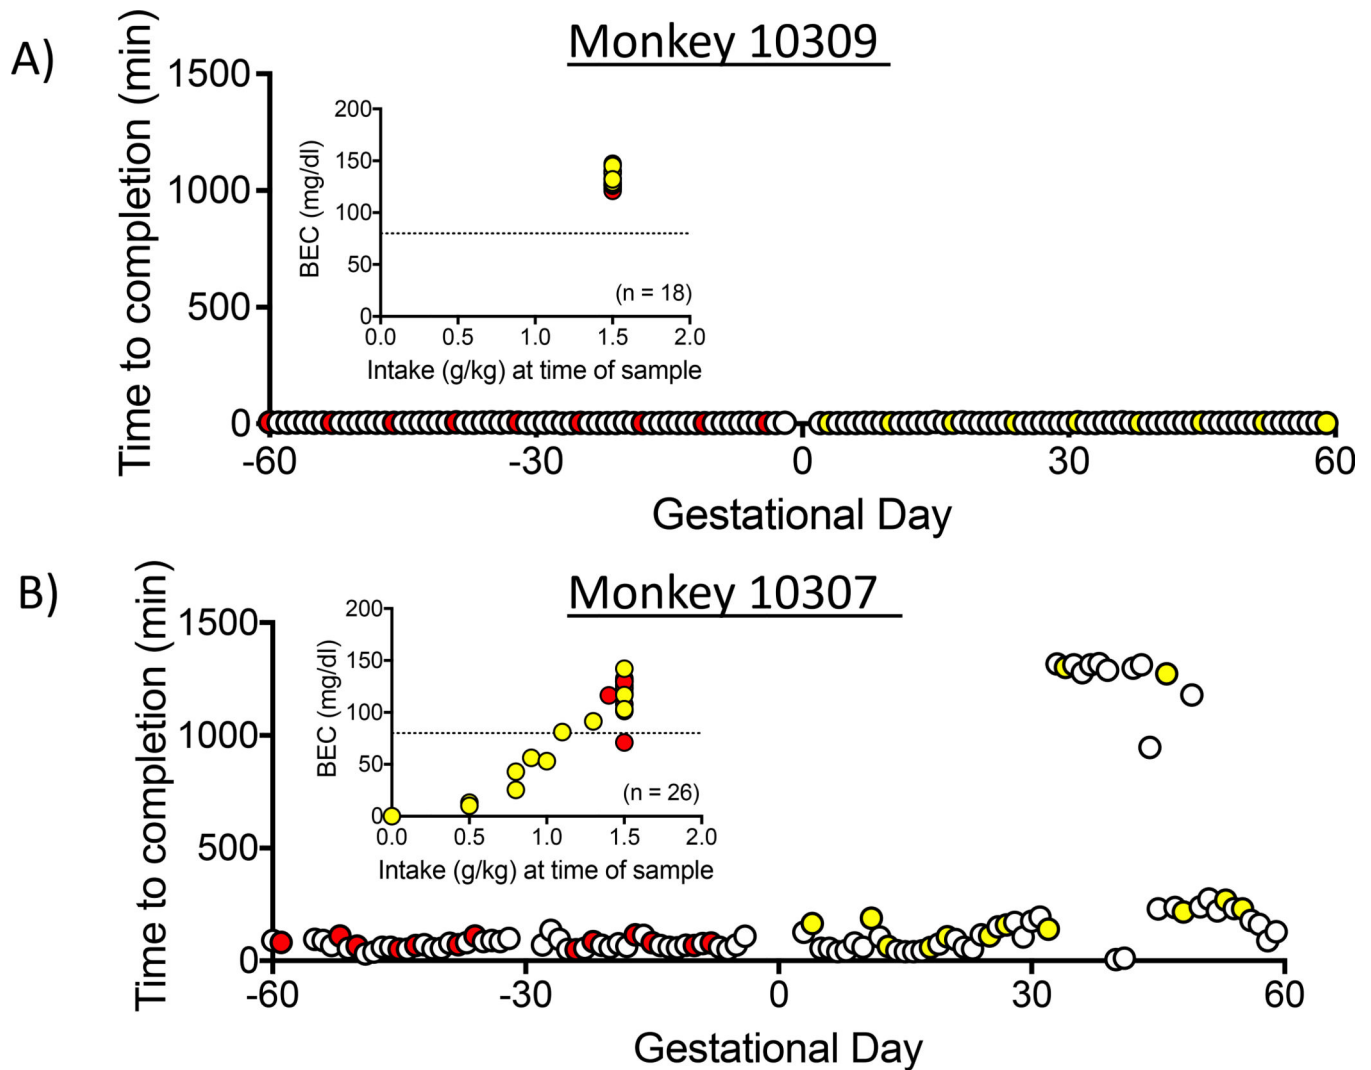 A)
Monkey 10309
Time to completion (min)
1500
1000
500
0
-60
-30
0
30
60
Gestational Day
BEC (mg/dl)
200
150
100
50
0
0.0
0.5
1.0
1.5
2.0
(n = 18)
Intake (g/kg) at time of sample
B)
Monkey 10307
Time to completion (min)
1500
1000
500
0
-60
-30
0
30
60
Gestational Day
BEC (mg/dl)
200
150
100
50
0
0.0
0.5
1.0
1.5
2.0
(n = 26)
Intake (g/kg) at time of sample